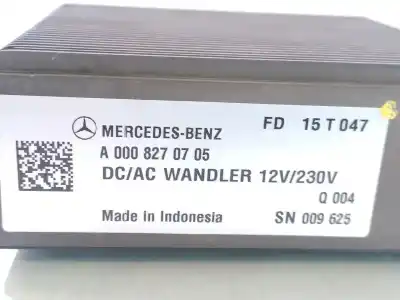 MERCEDES-BENZ FD 15 T 047
A 000 827 07 05
DC/AC WANDLER 12V/230V
Q 004
Made in Indonesia SN 009 625